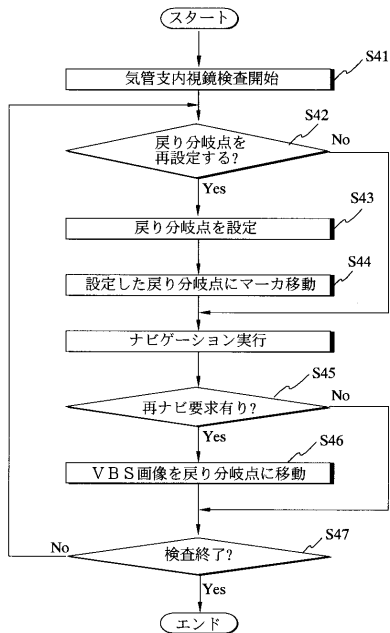 スタート
S41
気管支内視鏡検査開始
S42
戻り分岐点を
再設定する?
No
Yes
S43
戻り分岐点を設定
S44
設定した戻り分岐点にマーカ移動
ナビゲーション実行
S45
再ナビ要求有り?
No
Yes
S46
VBS画像を戻り分岐点に移動
S47
検査終了?
No
Yes
エンド